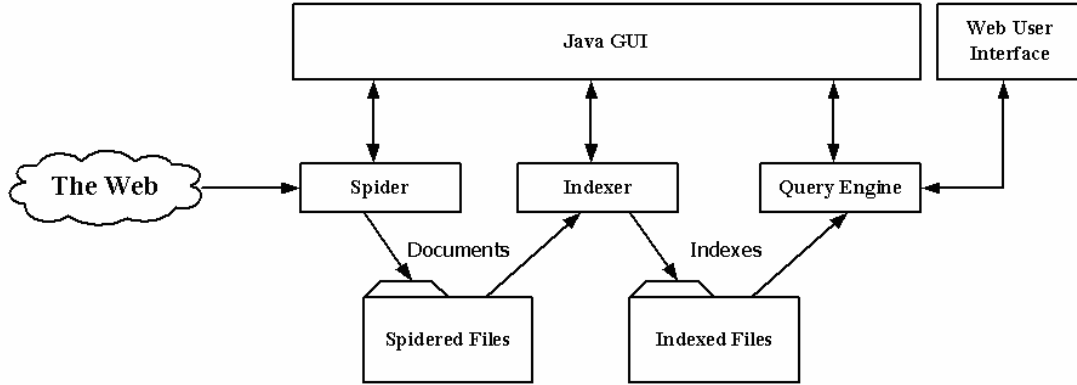 Java GUI
Web User
Interface
The Web
Spider
Indexer
Query Engine
Documents
Indexes
Spidered Files
Indexed Files